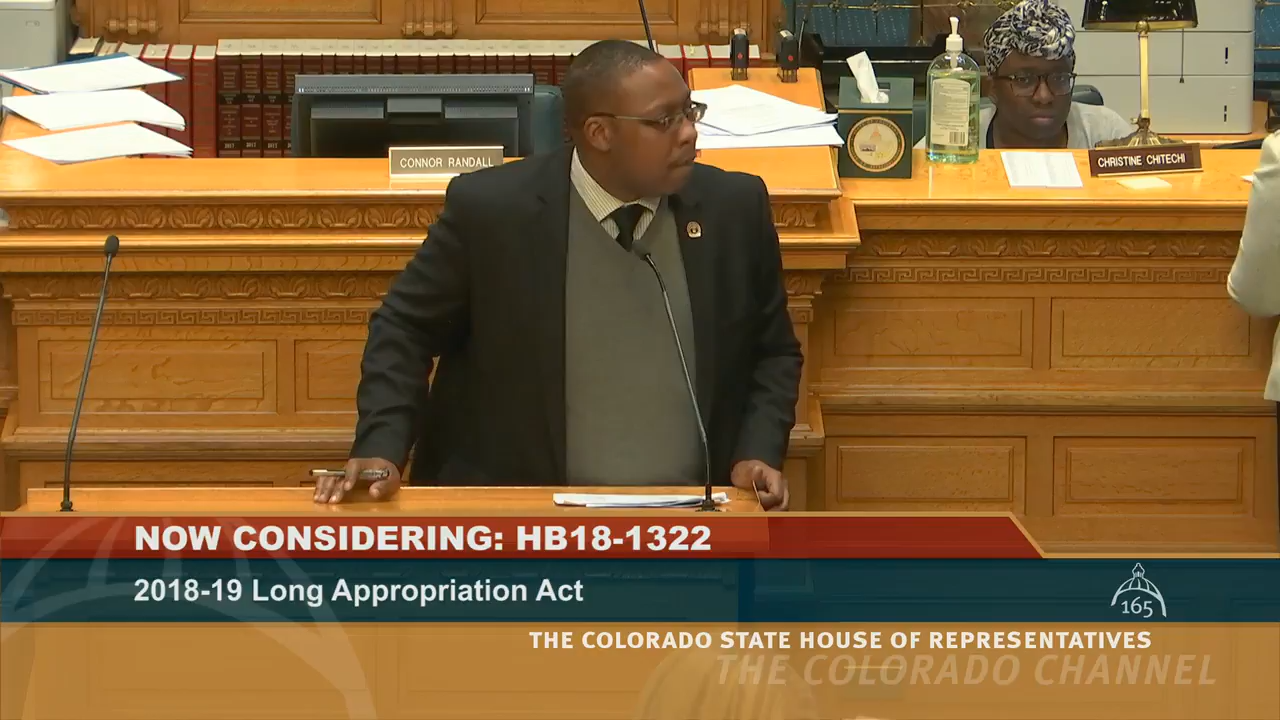 CONNOR RANDALL
CHRISTINE CHITECHI
NOW CONSIDERING: HB18-1322
2018-19 Long Appropriation Act
165
THE COLORADO STATE HOUSE OF REPRESENTATIVES
THE COLORADO CHANNEL